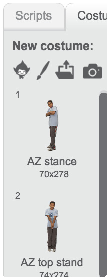 Scripts
Costu
New costume:
1
AZ stance
70x278
2
AZ top stand
74x274